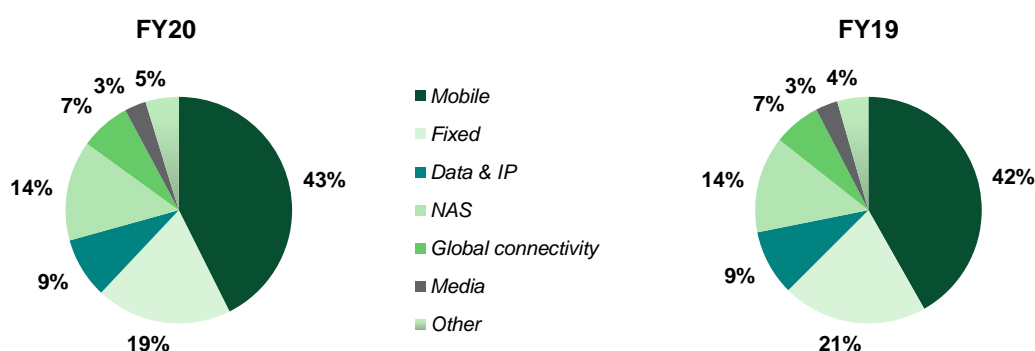 FY20
3%
5%
7%
14%
43%
9%
19%
Mobile
Fixed
Data & IP
NAS
Global connectivity
Media
Other
FY19
3%
4%
7%
14%
42%
9%
21%